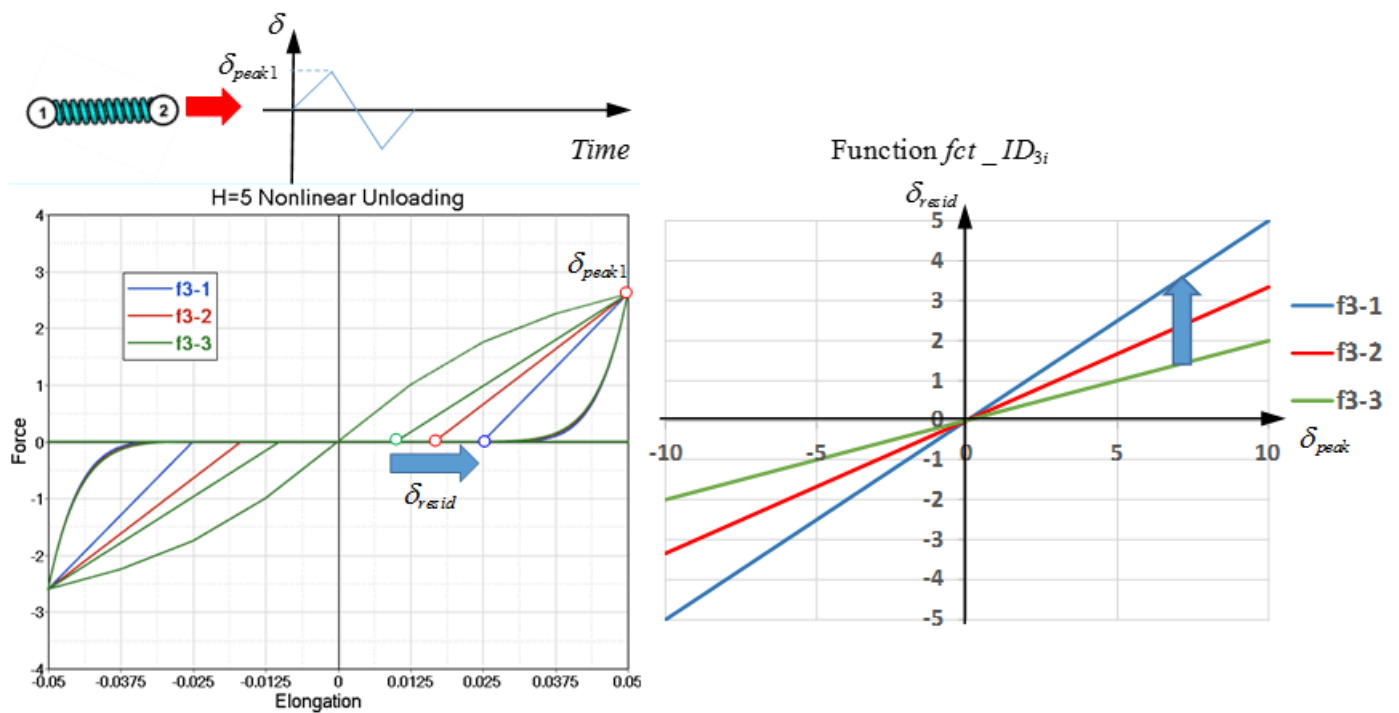 δ
δpeak1
1 2
Time
H=5 Nonlinear Unloading
4
3
2
1
0
-1
-2
-3
-4
Force
f3-1
f3-2
f3-3
δpeak1
δresid
-0.05 -0.0375 -0.025 -0.0125 0 0.0125 0.025 0.0375 0.05
Elongation
Function fct_ID3i
δresid
5
4
3
2
1
0
-1
-2
-3
-4
-5
-10 -5 0 5 10
δpeak
f3-1
f3-2
f3-3